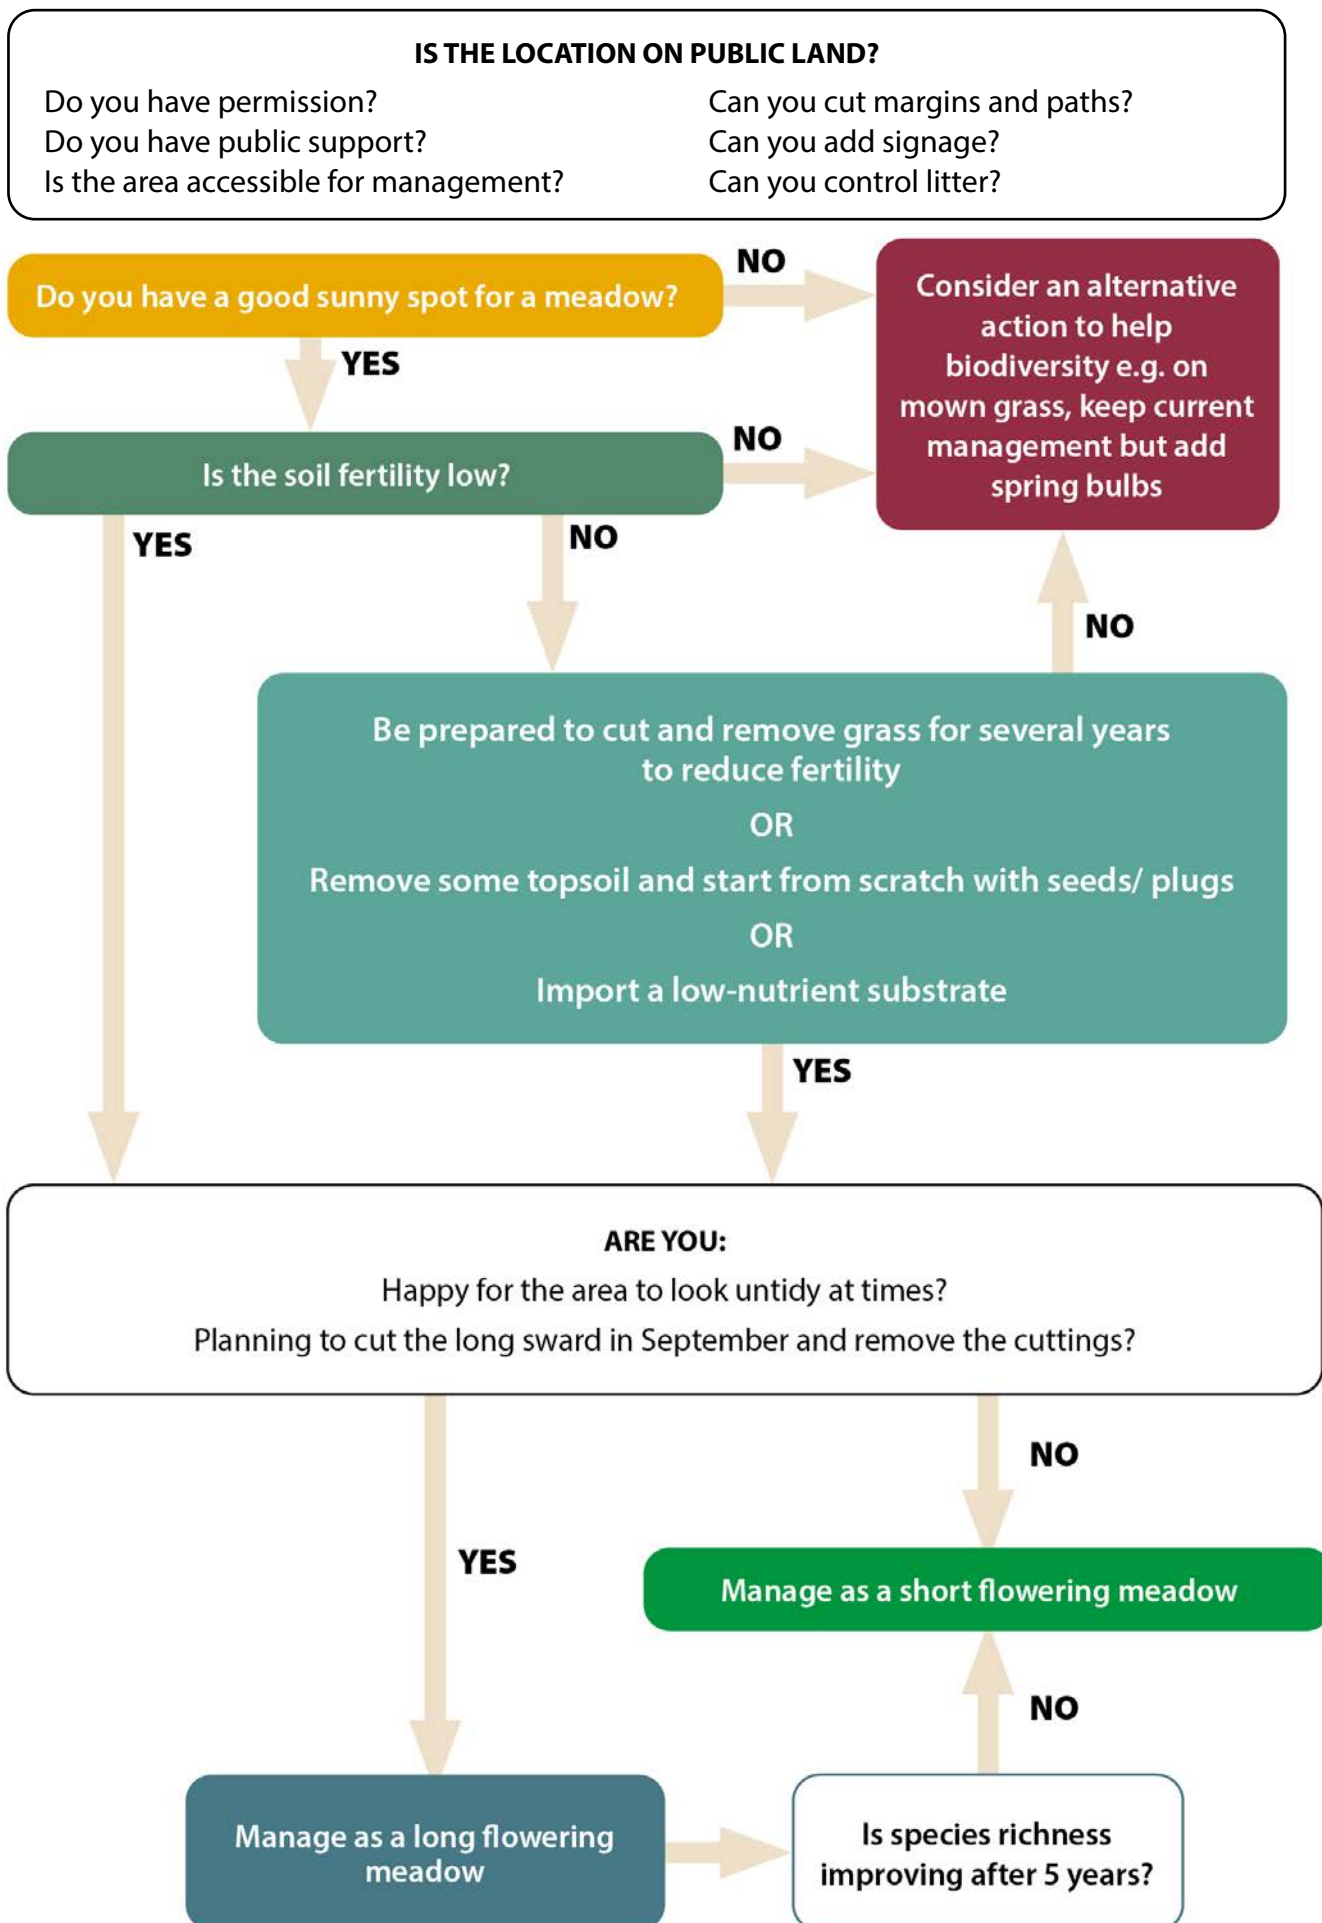 IS THE LOCATION ON PUBLIC LAND?
Do you have permission?
Do you have public support?
Is the area accessible for management?
Can you cut margins and paths?
Can you add signage?
Can you control litter?
Do you have a good sunny spot for a meadow?
NO
Consider an alternative
action to help
biodiversity e.g. on
mown grass, keep current
management but add
spring bulbs
YES
Is the soil fertility low?
NO
YES
NO
NO
Be prepared to cut and remove grass for several years
to reduce fertility
OR
Remove some topsoil and start from scratch with seeds/ plugs
OR
Import a low-nutrient substrate
YES
ARE YOU:
Happy for the area to look untidy at times?
Planning to cut the long sward in September and remove the cuttings?
NO
YES
Manage as a short flowering meadow
NO
Manage as a long flowering
meadow
Is species richness
improving after 5 years?